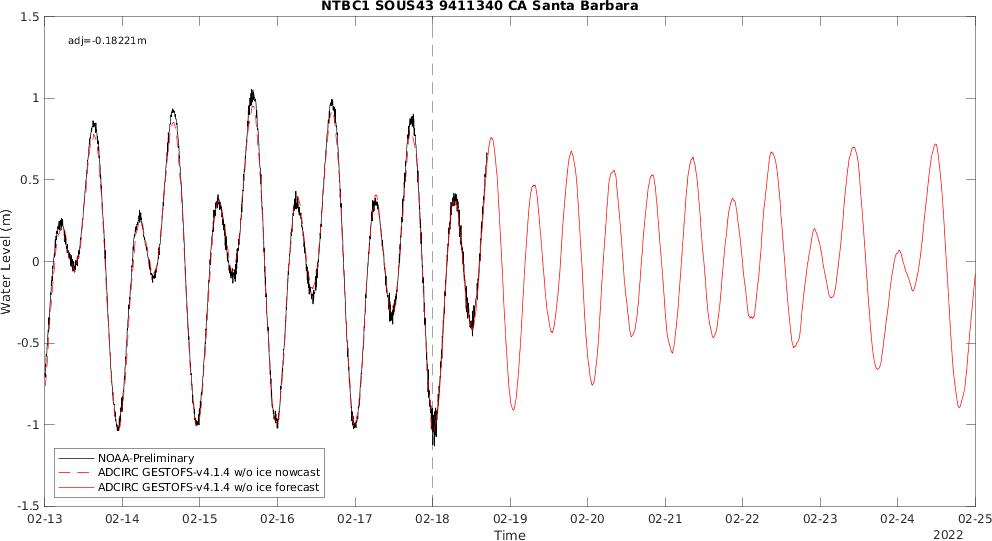 NTBC1 SOUS43 9411340 CA Santa Barbara
adj=-0.18221m
1.5
1
0.5
0
-0.5
-1
-1.5
Water Level (m)
NOAA-Preliminary
ADCIRC GESTOFS-v4.1.4 w/o ice nowcast
ADCIRC GESTOFS-v4.1.4 w/o ice forecast
02-13 02-14 02-15 02-16 02-17 02-18 02-19 02-20 02-21 02-22 02-23 02-24 02-25
Time
2022